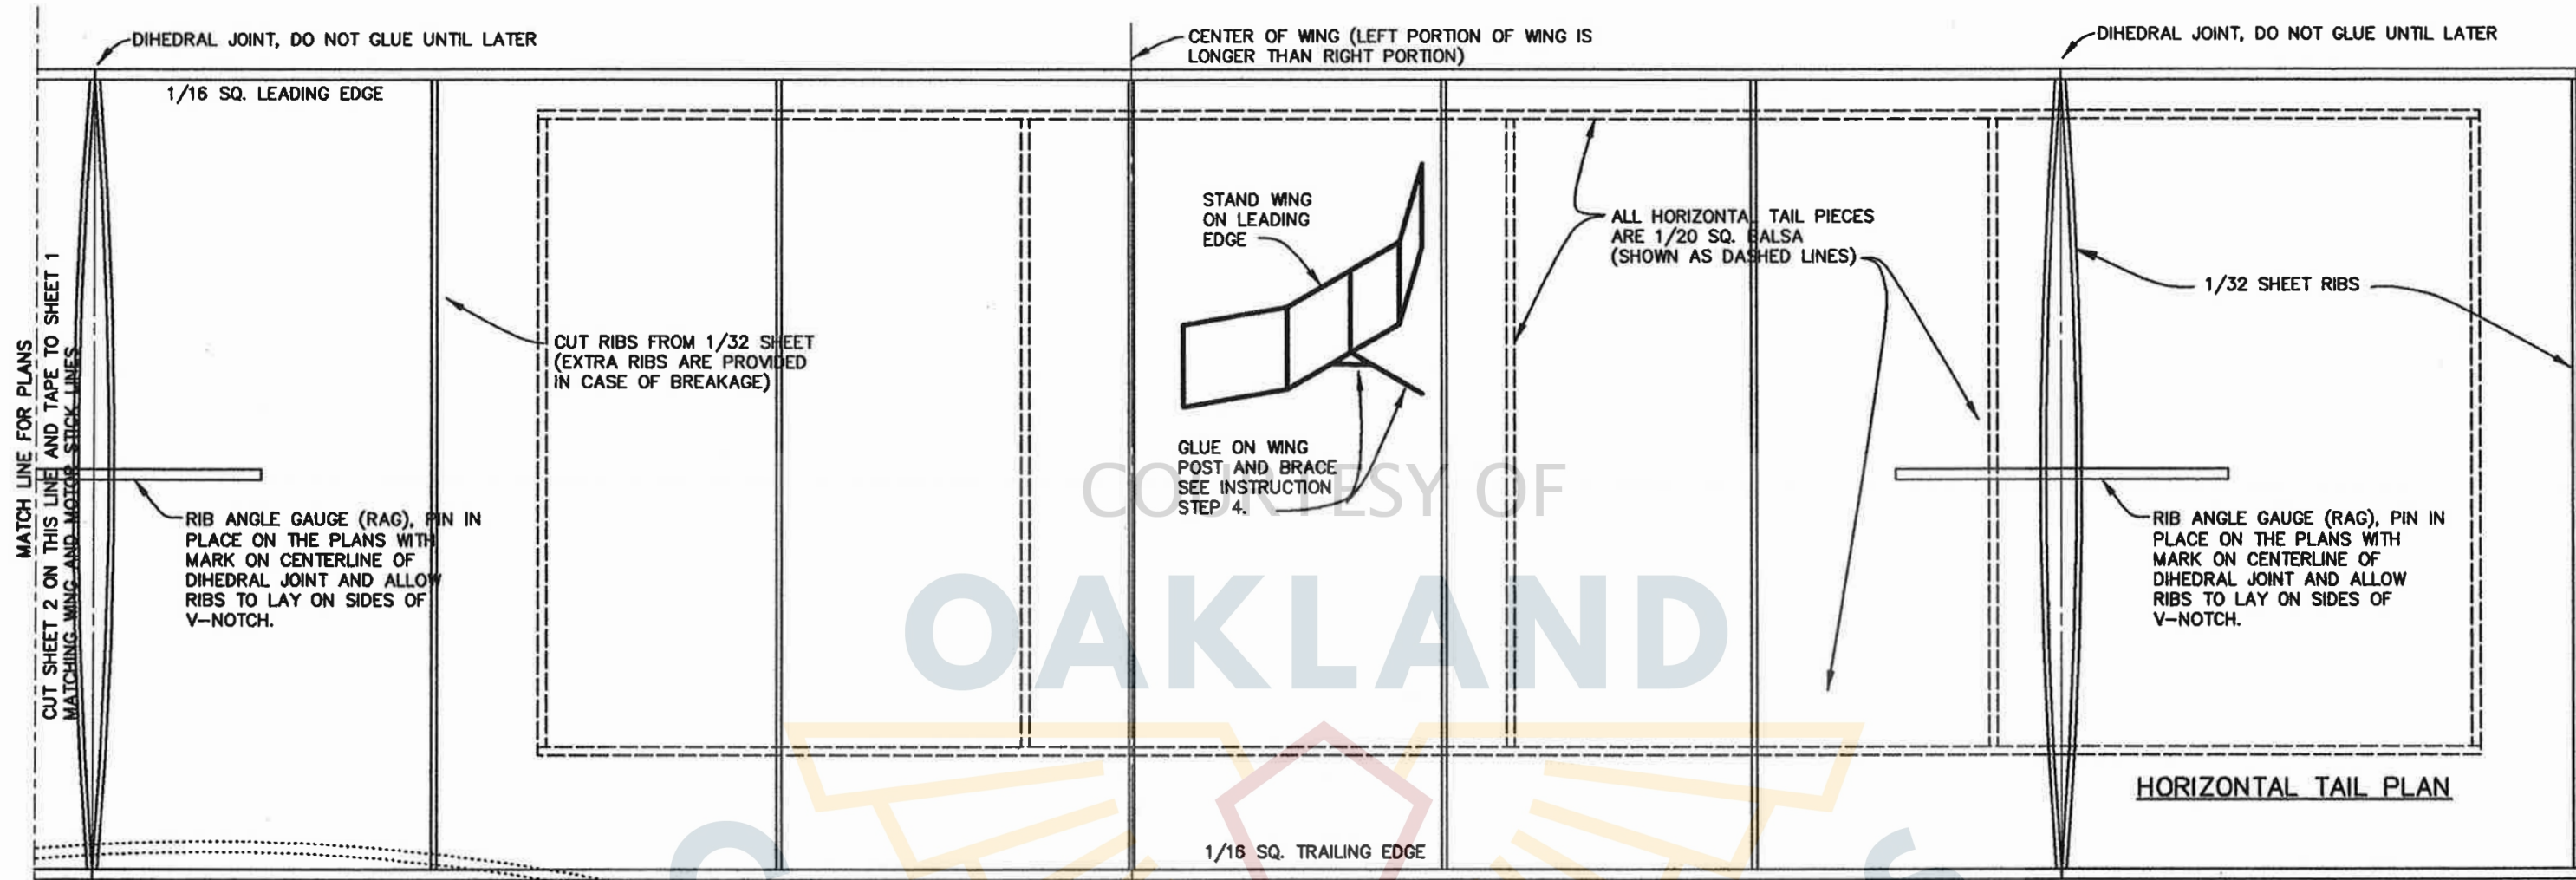 DIHEDRAL JOINT, DO NOT GLUE UNTIL LATER
CENTER OF WING (LEFT PORTION OF WING IS
LONGER THAN RIGHT PORTION)
DIHEDRAL JOINT, DO NOT GLUE UNTIL LATER
1/16 SQ. LEADING EDGE
STAND WING
ON LEADING
EDGE
ALL HORIZONTAL TAIL PIECES
ARE 1/20 SQ. BALSA
(SHOWN AS DASHED LINES)
1/32 SHEET RIBS
MATCH LINE FOR PLANS
CUT SHEET 2 ON THIS LINE AND TAPE TO SHEET 1
MATCHING WING AND MOTOR STICK LINES
CUT RIBS FROM 1/32 SHEET
(EXTRA RIBS ARE PROVIDED
IN CASE OF BREAKAGE)
GLUE ON WING
POST AND BRACE
SEE INSTRUCTION
STEP 4.
COURTESY OF
OAKLAND
RIB ANGLE GAUGE (RAG), PIN IN
PLACE ON THE PLANS WITH
MARK ON CENTERLINE OF
DIHEDRAL JOINT AND ALLOW
RIBS TO LAY ON SIDES OF
V-NOTCH.
RIB ANGLE GAUGE (RAG), PIN IN
PLACE ON THE PLANS WITH
MARK ON CENTERLINE OF
DIHEDRAL JOINT AND ALLOW
RIBS TO LAY ON SIDES OF
V-NOTCH.
HORIZONTAL TAIL PLAN
1/16 SQ. TRAILING EDGE